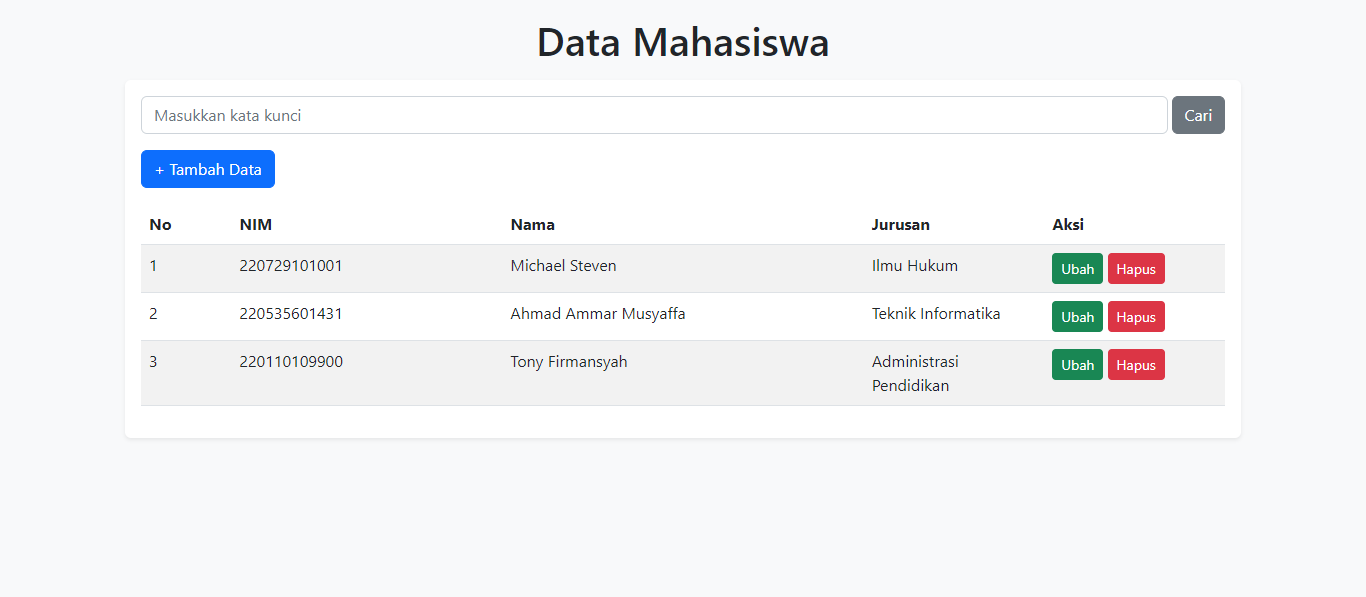 Data Mahasiswa
Masukkan kata kunci Cari
+ Tambah Data
No NIM Nama Jurusan Aksi
1 220729101001 Michael Steven Ilmu Hukum Ubah Hapus
2 220535601431 Ahmad Ammar Musyaffa Teknik Informatika Ubah Hapus
3 220110109900 Tony Firmansyah Administrasi Ubah Hapus
Pendidikan